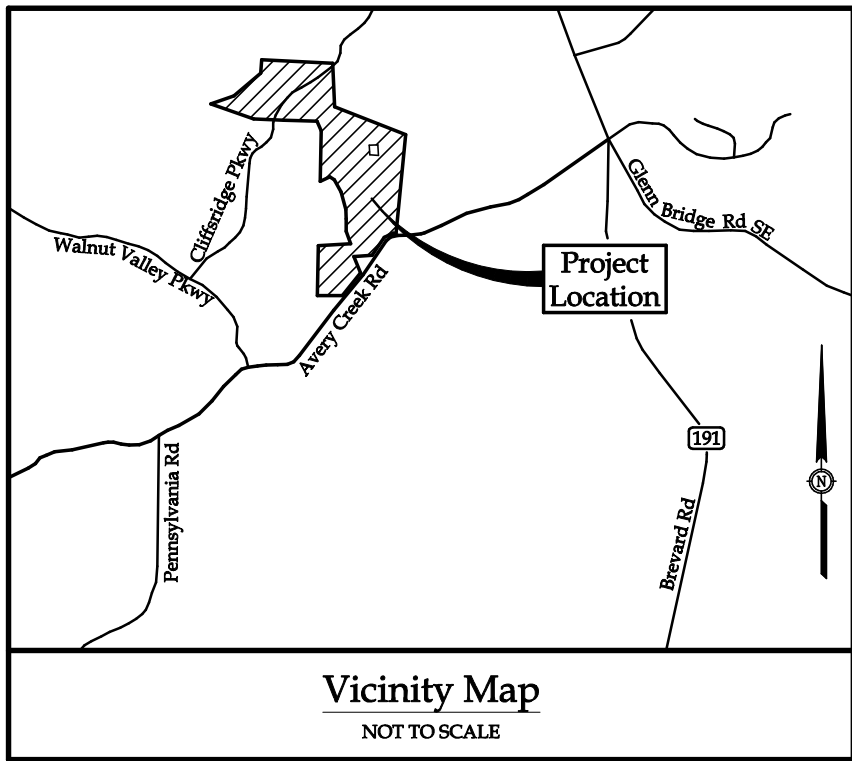 Cliffsridge Pkwy
Glenn Bridge Rd SE
Walnut Valley Pkwy
Project
Location
Avery Creek Rd
191
Pennsylvania Rd
N
Brevard Rd
Vicinity Map
NOT TO SCALE